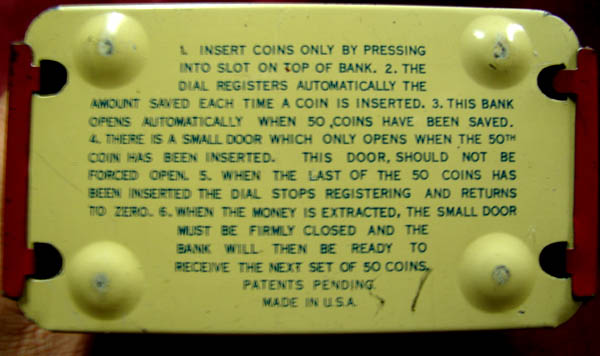 1. INSERT COINS ONLY BY PRESSING
INTO SLOT ON TOP OF BANK. 2. THE
DIAL REGISTERS AUTOMATICALLY THE
AMOUNT SAVED EACH TIME A COIN IS INSERTED. 3. THIS BANK
OPENS AUTOMATICALLY WHEN 50 COINS HAVE BEEN SAVED.
4. THERE IS A SMALL DOOR WHICH ONLY OPENS WHEN THE 50TH
COIN HAS BEEN INSERTED. THIS DOOR, SHOULD NOT BE
FORCED OPEN. 5. WHEN THE LAST OF THE 50 COINS HAS
BEEN INSERTED THE DIAL STOPS REGISTERING AND RETURNS
TO ZERO. 6. WHEN THE MONEY IS EXTRACTED, THE SMALL DOOR
MUST BE FIRMLY CLOSED AND THE
BANK WILL THEN BE READY TO
RECEIVE THE NEXT SET OF 50 COINS.
PATENTS PENDING.
MADE IN U.S.A.